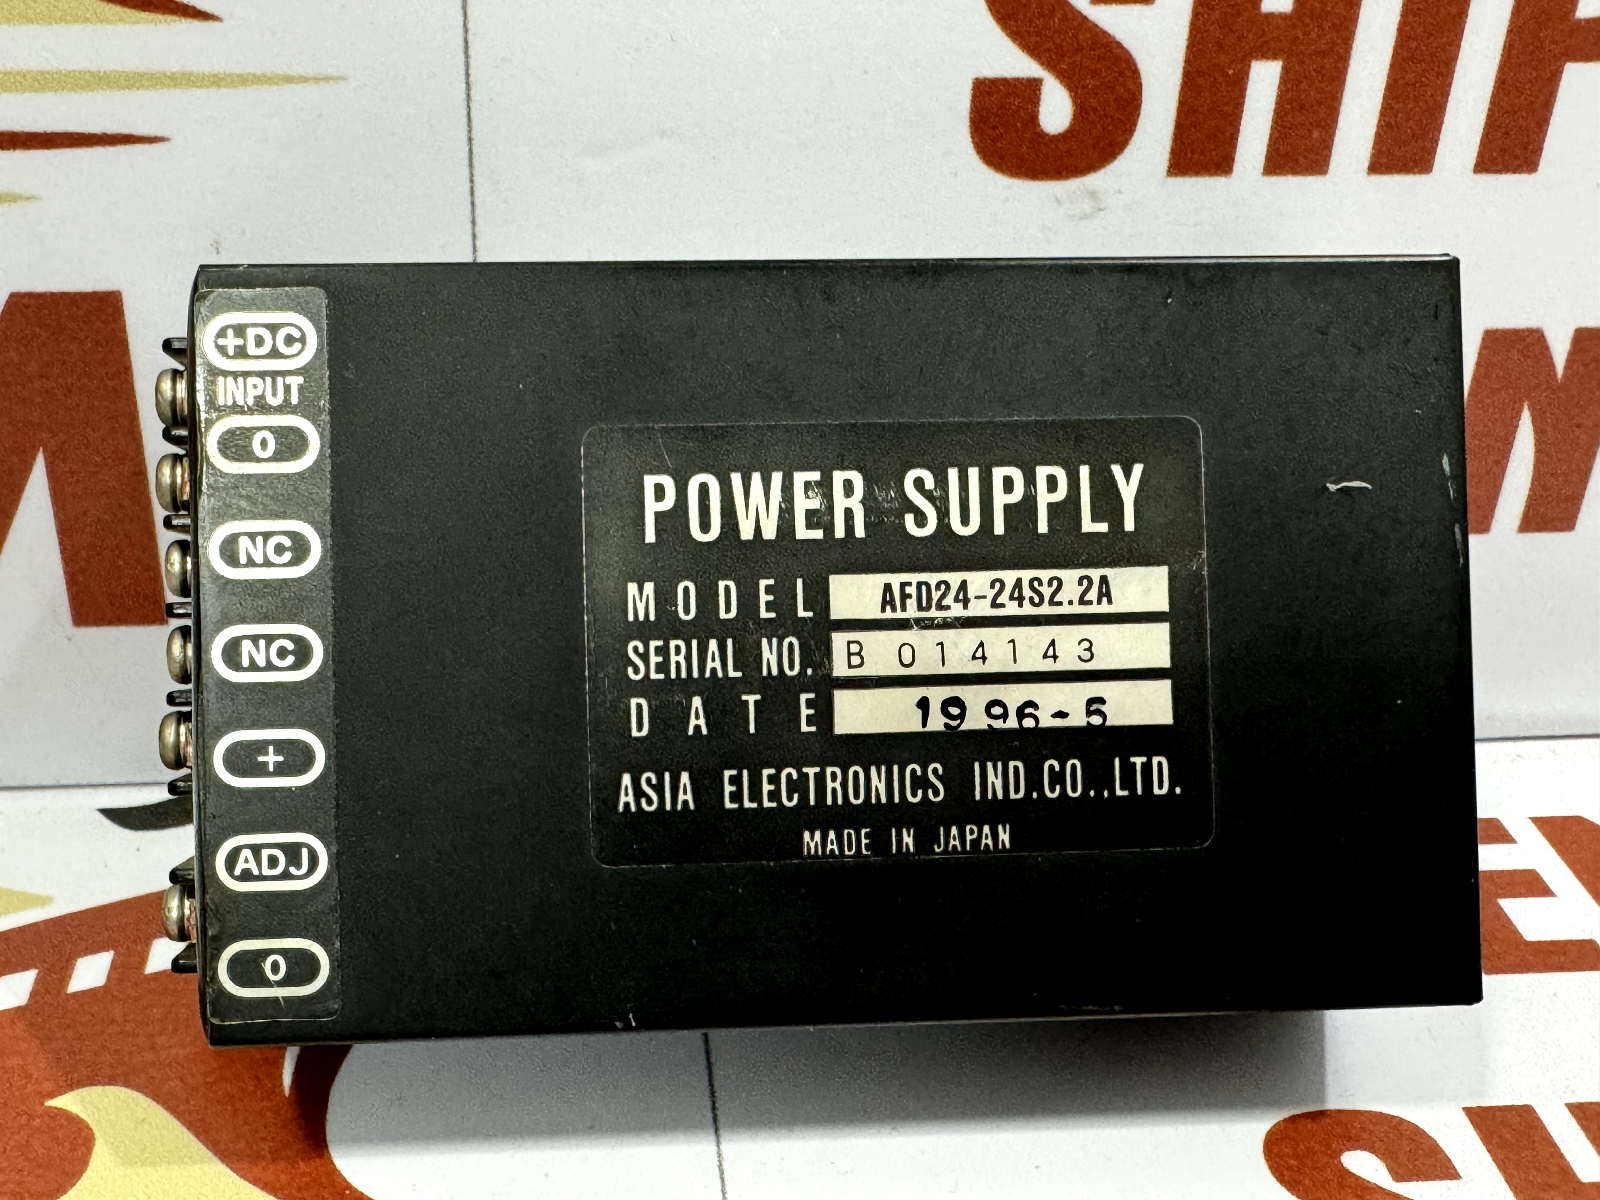 SHIP
+DC
INPUT
0
NC
NC
+
ADJ
0
POWER SUPPLY
MODEL AFD24-24S2.2A
SERIAL NO. B 014143
DATE 1996-5
ASIA ELECTRONICS IND.CO.,LTD.
MADE IN JAPAN